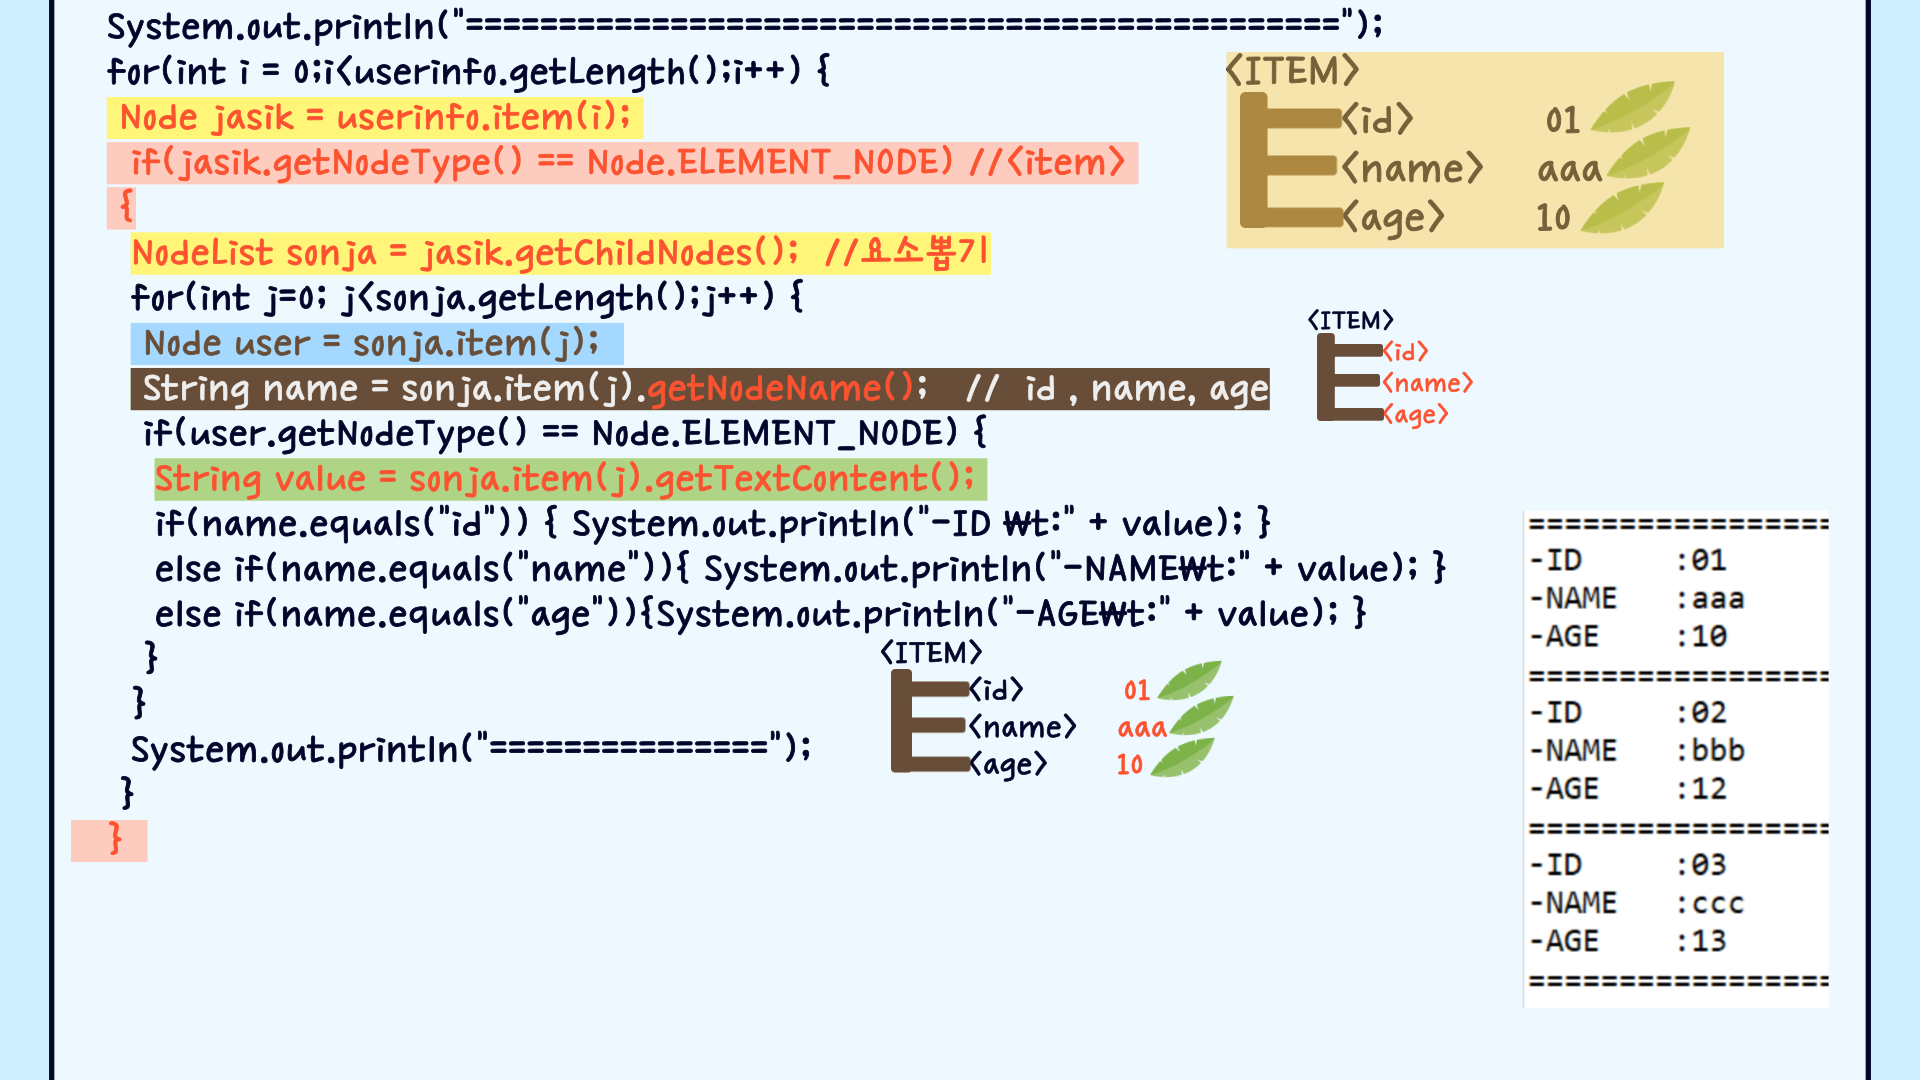 System.out.println("===============================================");
for(int i = 0;i<userinfo.getLength();i++) {
Node jasik = userinfo.item(i);
if(jasik.getNodeType() == Node.ELEMENT_NODE) //<item>
{
NodeList sonja = jasik.getChildNodes();  //요소뽑기
for(int j=0; j<sonja.getLength();j++) {
Node user = sonja.item(j);
String name = sonja.item(j).getNodeName();  //  id , name, age
if(user.getNodeType() == Node.ELEMENT_NODE) {
String value = sonja.item(j).getTextContent();
if(name.equals("id")) { System.out.println("-ID ₩t:" + value); }
else if(name.equals("name")){ System.out.println("-NAME₩t:" + value); }
else if(name.equals("age")){System.out.println("-AGE₩t:" + value); }
}
}
System.out.println("===============");
}
}
<ITEM>
<id> 01
<name> aaa
<age> 10
<ITEM>
<id>
<name>
<age>
<ITEM>
<id> 01
<name> aaa
<age> 10
=================
-ID :01
-NAME :aaa
-AGE :10
=================
-ID :02
-NAME :bbb
-AGE :12
=================
-ID :03
-NAME :ccc
-AGE :13
=================